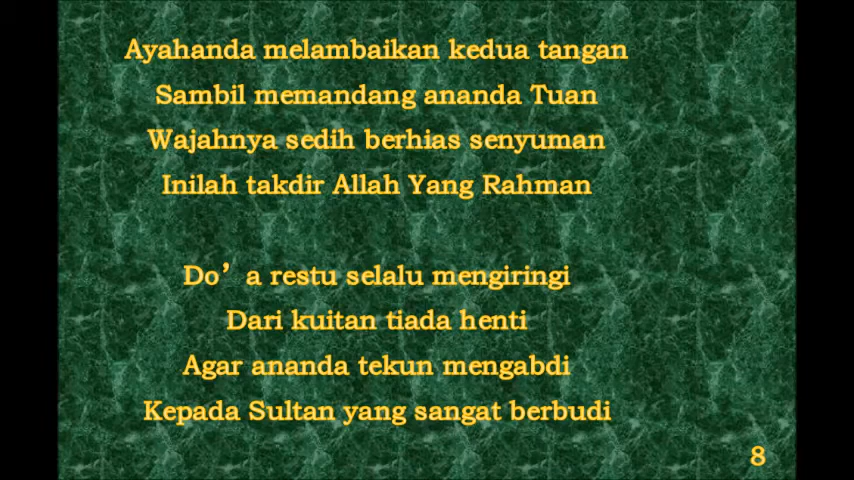 Ayahanda melambaikan kedua tangan
Sambil memandang ananda Tuan
Wajahnya sedih berhias senyuman
Inilah takdir Allah Yang Rahman
Do’a restu selalu mengiringi
Dari kuitan tiada henti
Agar ananda tekun mengabdi
Kepada Sultan yang sangat berbudi
8